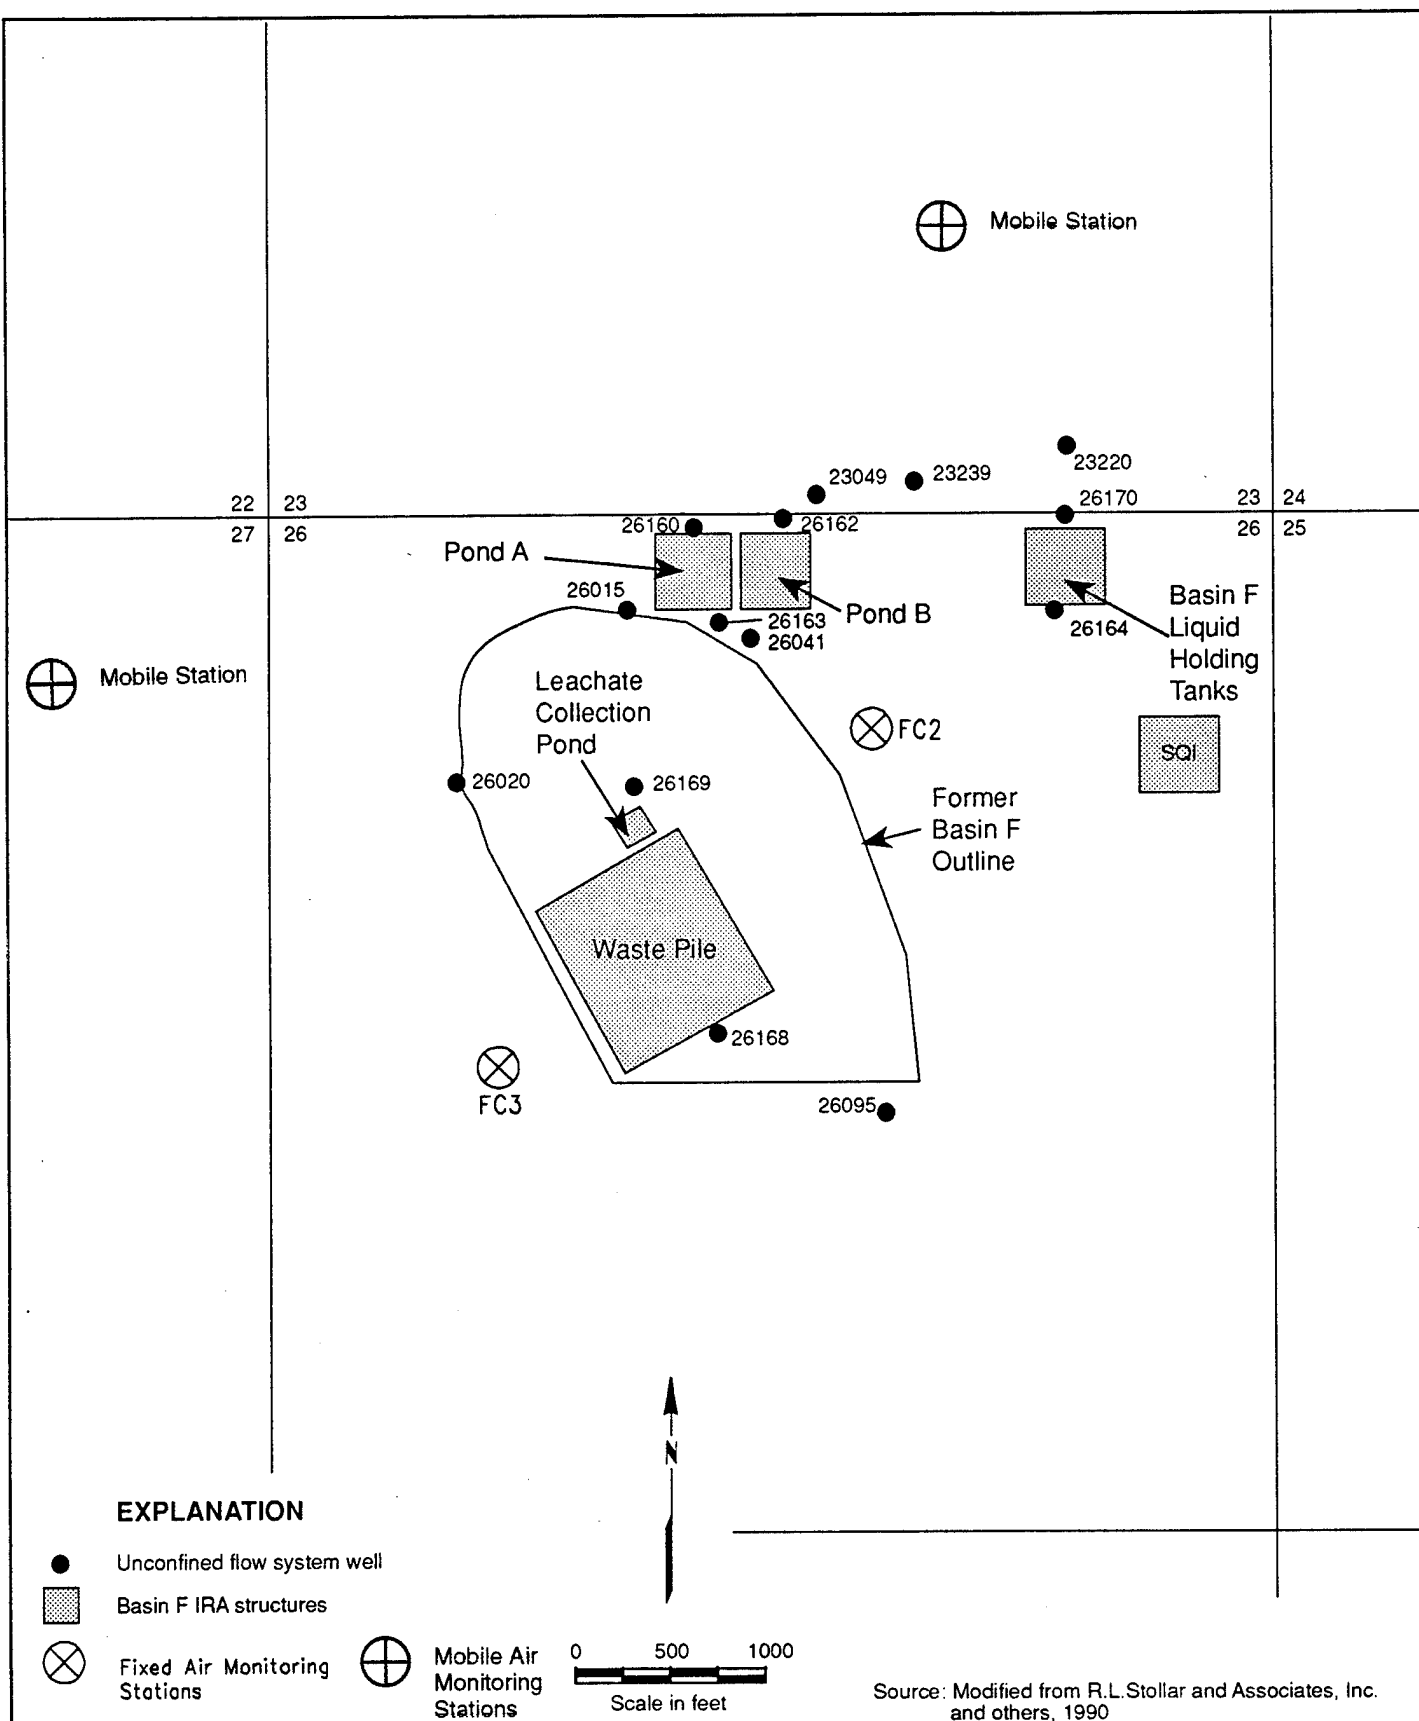 Mobile Station
23220
23049
23239
22
23
26170
23
24
26160
26162
27
26
26
25
Pond A
26015
Pond B
26163
26041
26164
Basin F
Liquid
Holding
Tanks
Mobile Station
Leachate
Collection
Pond
FC2
SQI
26020
26169
Former
Basin F
Outline
Waste Pile
26168
FC3
26095
N
EXPLANATION
Unconfined flow system well
Basin F IRA structures
Fixed Air Monitoring
Stations
Mobile Air
Monitoring
Stations
0 500 1000
Scale in feet
Source: Modified from R.L.Stollar and Associates, Inc.
and others, 1990